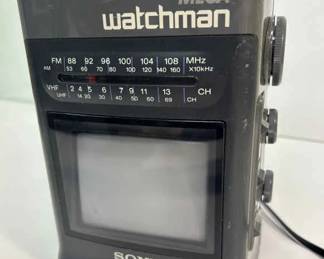 MEGA
watchman
FM 88 92 96 100 104 108 MHz
AM 53 60 70 80 100 120 140 160 X10kHz
VHF 2 4 5 6 7 9 11 13 CH
UHF 14 20 30 40 50 60 69 CH
SONY